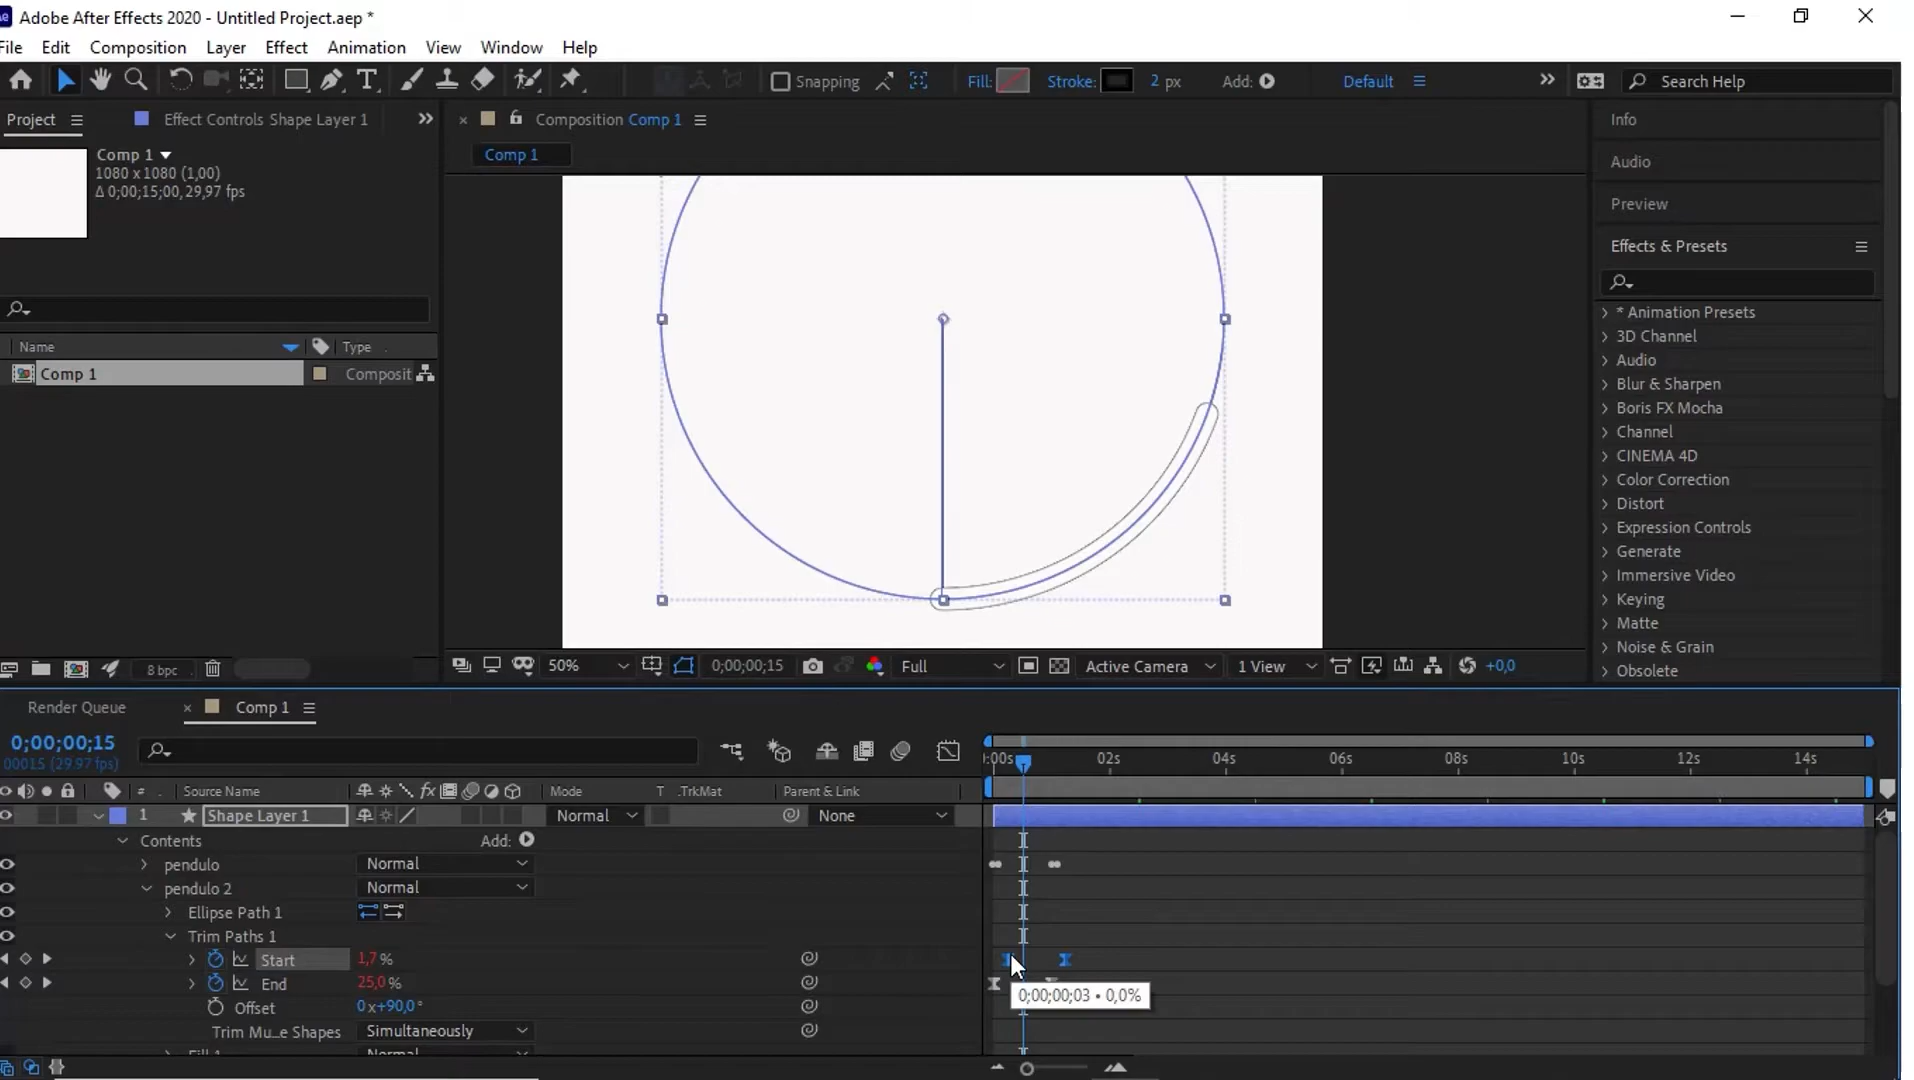 Adobe After Effects 2020 - Untitled Project.aep *
File Edit Composition Layer Effect Animation View Window Help
Snapping Fill: Stroke: 2 px Add: Default Search Help
Project Effect Controls Shape Layer 1
Comp 1
1080 x 1080 (1,00)
Δ 0;00;15;00, 29,97 fps
Name Type
Comp 1 Composit
8 bpc
Composition Comp 1
Comp 1
50% 0;00;00;15 Full Active Camera 1 View +0,0
Info
Audio
Preview
Effects & Presets
* Animation Presets
3D Channel
Audio
Blur & Sharpen
Boris FX Mocha
Channel
CINEMA 4D
Color Correction
Distort
Expression Controls
Generate
Immersive Video
Keying
Matte
Noise & Grain
Obsolete
Render Queue Comp 1
0;00;00;15
00015 (29.97 fps)
:00s 02s 04s 06s 08s 10s 12s 14s
# Source Name fx Mode T .TrkMat Parent & Link
1 Shape Layer 1 Normal None
Contents Add:
pendulo Normal
pendulo 2 Normal
Ellipse Path 1
Trim Paths 1
Start 1,7 %
End 25,0 %
0;00;00;03 • 0,0%
Offset 0x+90,0°
Trim Mu...e Shapes Simultaneously
Fill 1 Normal